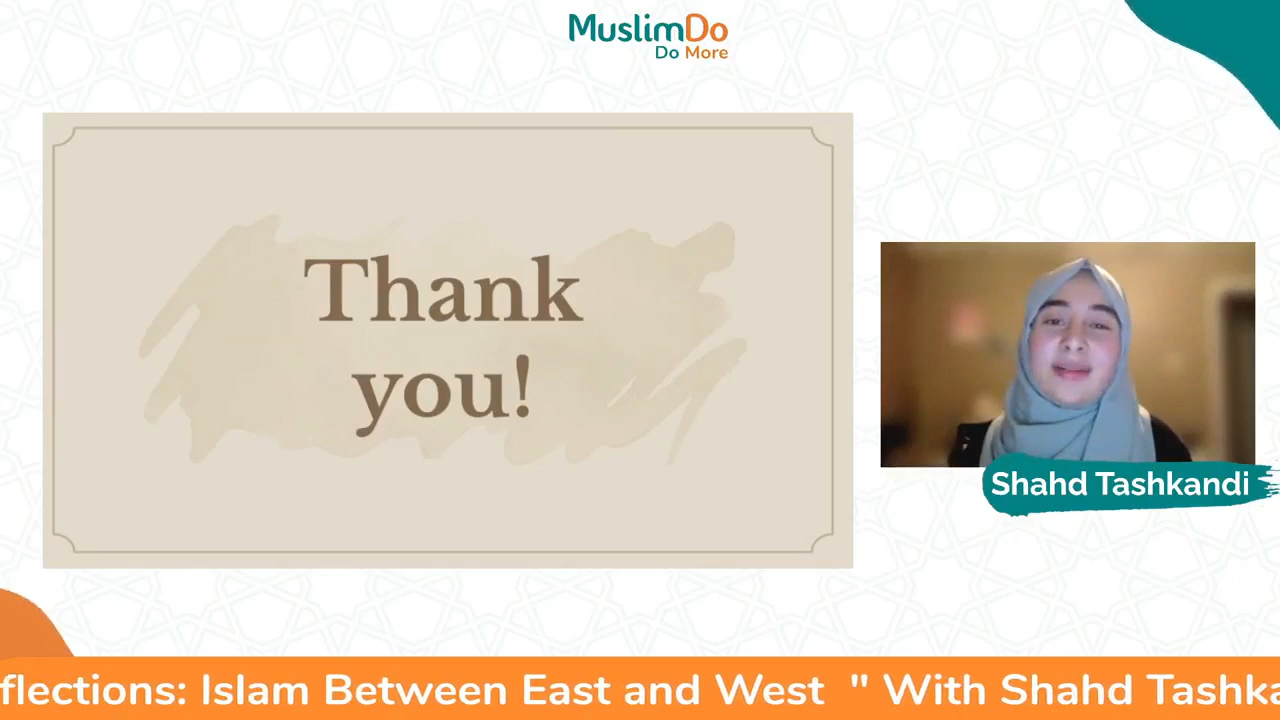 MuslimDo
Do More
Thank
you!
Shahd Tashkandi
flections: Islam Between East and West " With Shahd Tashka